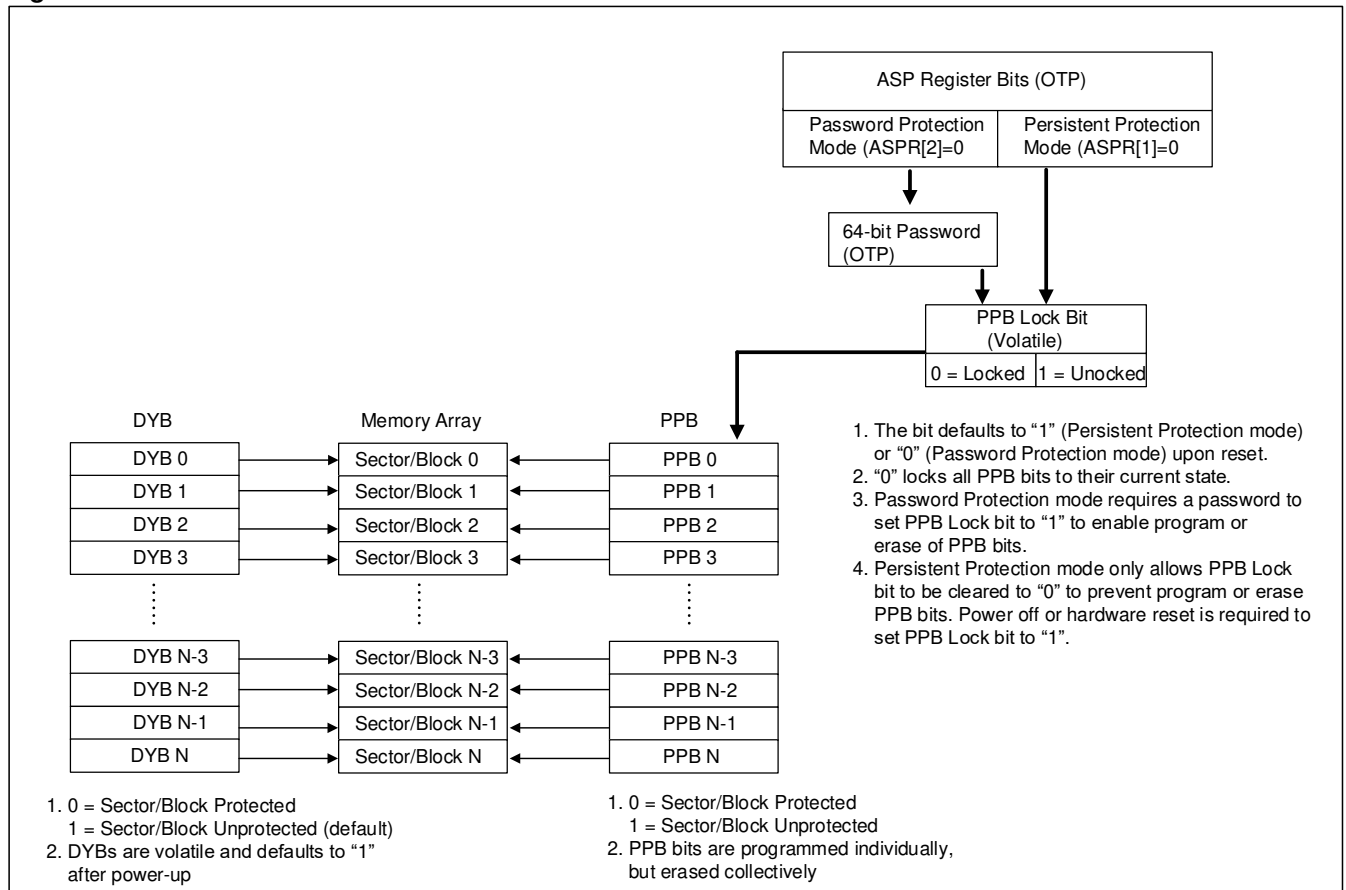 ASP Register Bits (OTP)
Password Protection
Mode (ASPR[2]=0
Persistent Protection
Mode (ASPR[1]=0
64-bit Password
(OTP)
PPB Lock Bit
(Volatile)
0 = Locked
1 = Unocked
1. The bit defaults to “1” (Persistent Protection mode)
or “0” (Password Protection mode) upon reset.
2. “0” locks all PPB bits to their current state.
3. Password Protection mode requires a password to
set PPB Lock bit to “1” to enable program or
erase of PPB bits.
4. Persistent Protection mode only allows PPB Lock
bit to be cleared to “0” to prevent program or erase
PPB bits. Power off or hardware reset is required to
set PPB Lock bit to “1”.
DYB Memory Array PPB
DYB 0 Sector/Block 0 PPB 0
DYB 1 Sector/Block 1 PPB 1
DYB 2 Sector/Block 2 PPB 2
DYB 3 Sector/Block 3 PPB 3
DYB N-3 Sector/Block N-3 PPB N-3
DYB N-2 Sector/Block N-2 PPB N-2
DYB N-1 Sector/Block N-1 PPB N-1
DYB N Sector/Block N PPB N
1. 0 = Sector/Block Protected
1 = Sector/Block Unprotected (default)
2. DYBs are volatile and defaults to “1”
after power-up
1. 0 = Sector/Block Protected
1 = Sector/Block Unprotected
2. PPB bits are programmed individually,
but erased collectively